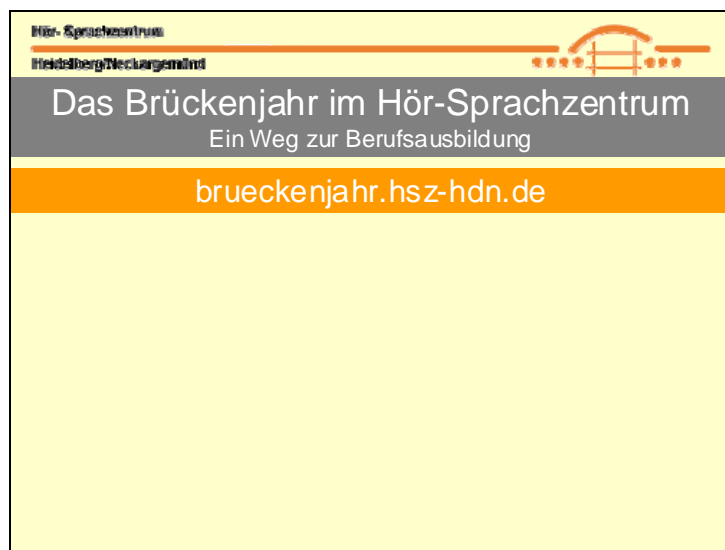 Hör- Sprachzentrum
Heidelberg/Neckargemünd
Das Brückenjahr im Hör-Sprachzentrum
Ein Weg zur Berufsausbildung
brueckenjahr.hsz-hdn.de